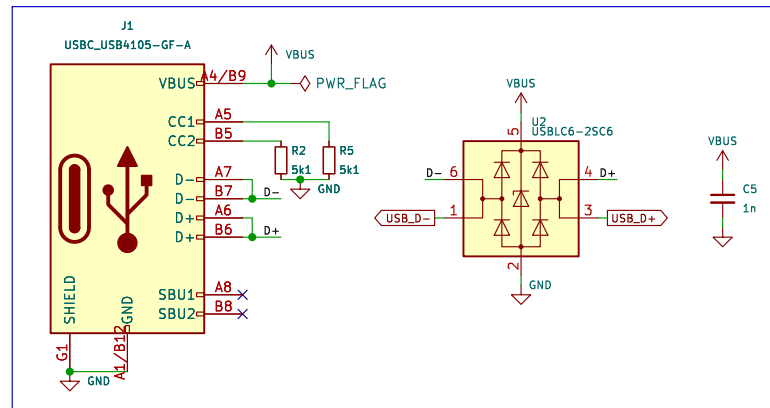 J1
USBC_USB4105-GF-A
VBUS
A4/B9
VBUS
PWR_FLAG
CC1
A5
CC2
B5
R2
5k1
R5
5k1
GND
D-
A7
D-
B7
D-
D+
A6
D+
B6
D+
SBU1
A8
SBU2
B8
SHIELD
GND
G1
A1/B12
GND
VBUS
U2
USBLC6-2SC6
5
D-
6
4
D+
USB_D-
1
3
USB_D+
2
GND
VBUS
C5
1n